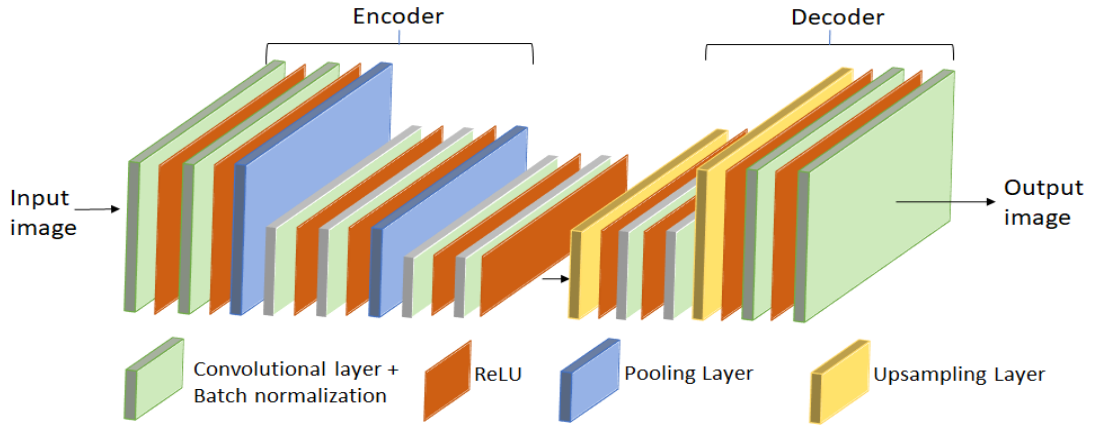 Encoder
Decoder
Input
image
Output
image
Convolutional layer +
Batch normalization
ReLU
Pooling Layer
Upsampling Layer